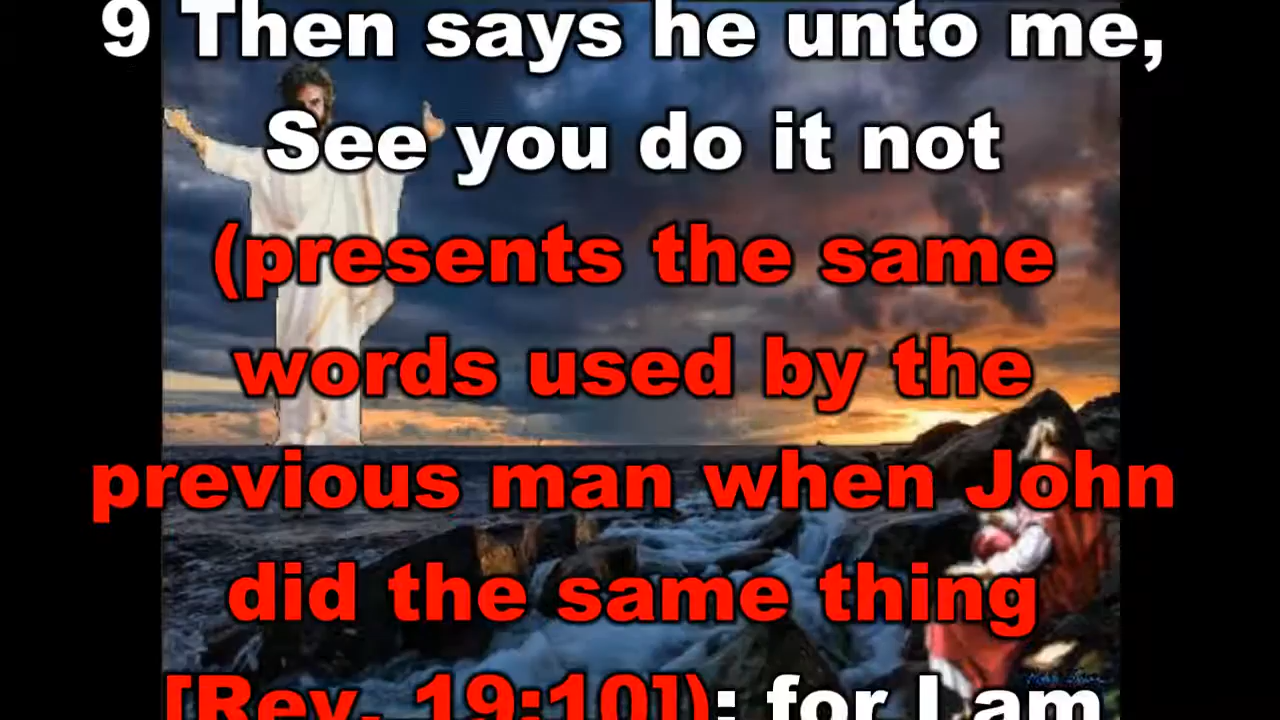 9 Then says he unto me,
See you do it not
(presents the same
words used by the
previous man when John
did the same thing
[Rev. 19:10]); for I am